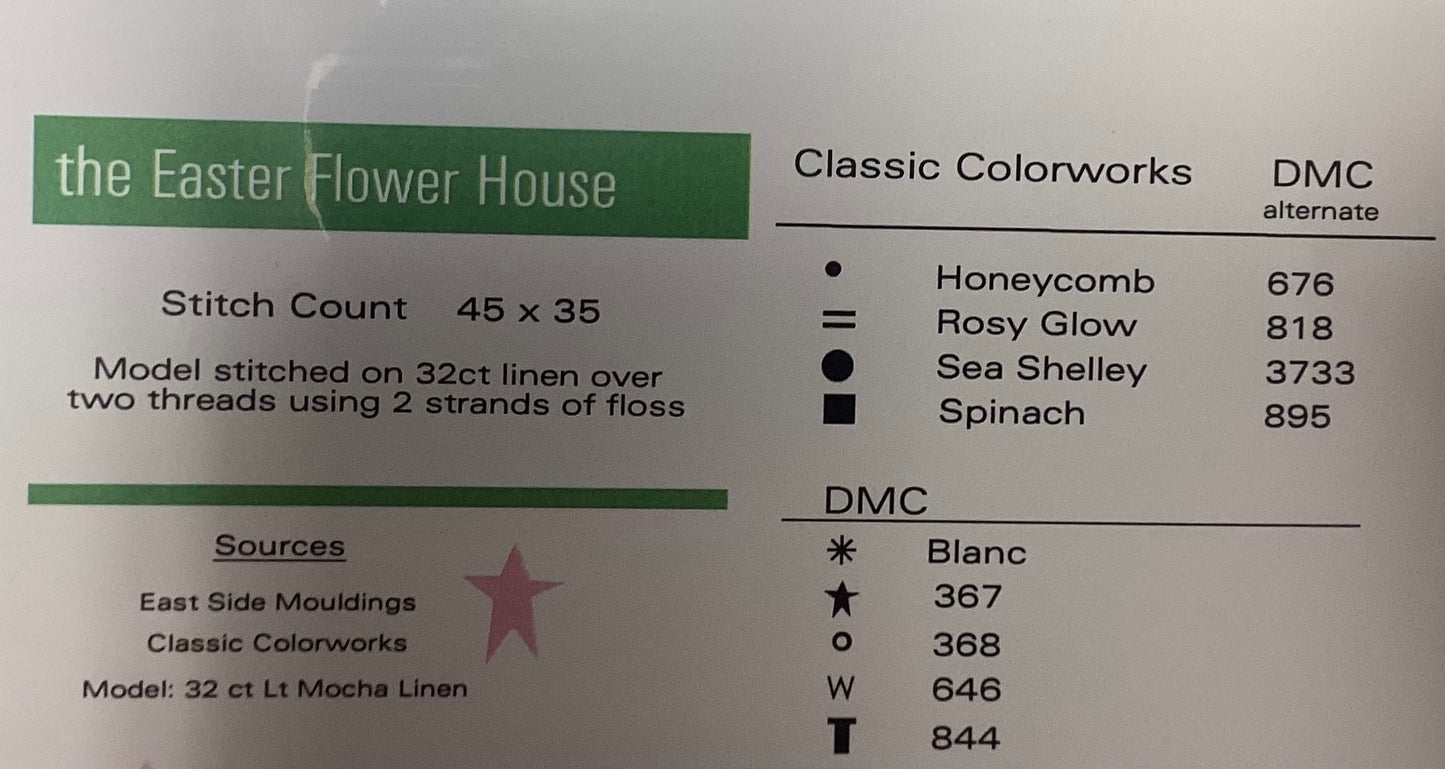 the Easter Flower House
Stitch Count 45 x 35
Model stitched on 32ct linen over
two threads using 2 strands of floss
Sources
East Side Mouldings
Classic Colorworks
Model: 32 ct Lt Mocha Linen
Classic Colorworks DMC
alternate
• Honeycomb 676
= Rosy Glow 818
● Sea Shelley 3733
■ Spinach 895
DMC
✳ Blanc
★ 367
o 368
W 646
T 844